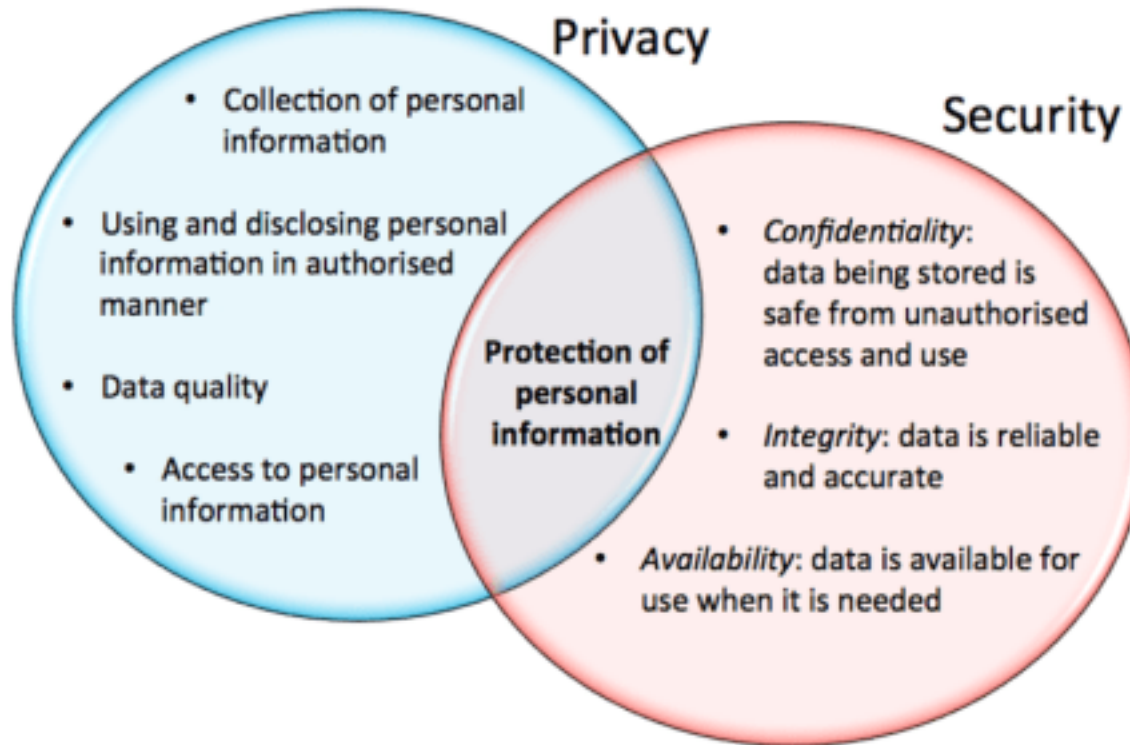 Privacy
• Collection of personal
information
• Using and disclosing personal
information in authorised
manner
• Data quality
• Access to personal
information
Protection of
personal
information
Security
• Confidentiality:
data being stored is
safe from unauthorised
access and use
• Integrity: data is reliable
and accurate
• Availability: data is available for
use when it is needed